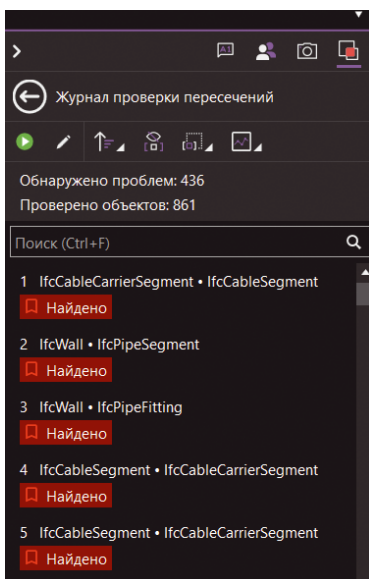 A1
Журнал проверки пересечений
Обнаружено проблем: 436
Проверено объектов: 861
Поиск (Ctrl+F)
1 IfcCableCarrierSegment • IfcCableSegment
Найдено
2 IfcWall • IfcPipeSegment
Найдено
3 IfcWall • IfcPipeFitting
Найдено
4 IfcCableSegment • IfcCableCarrierSegment
Найдено
5 IfcCableSegment • IfcCableCarrierSegment
Найдено